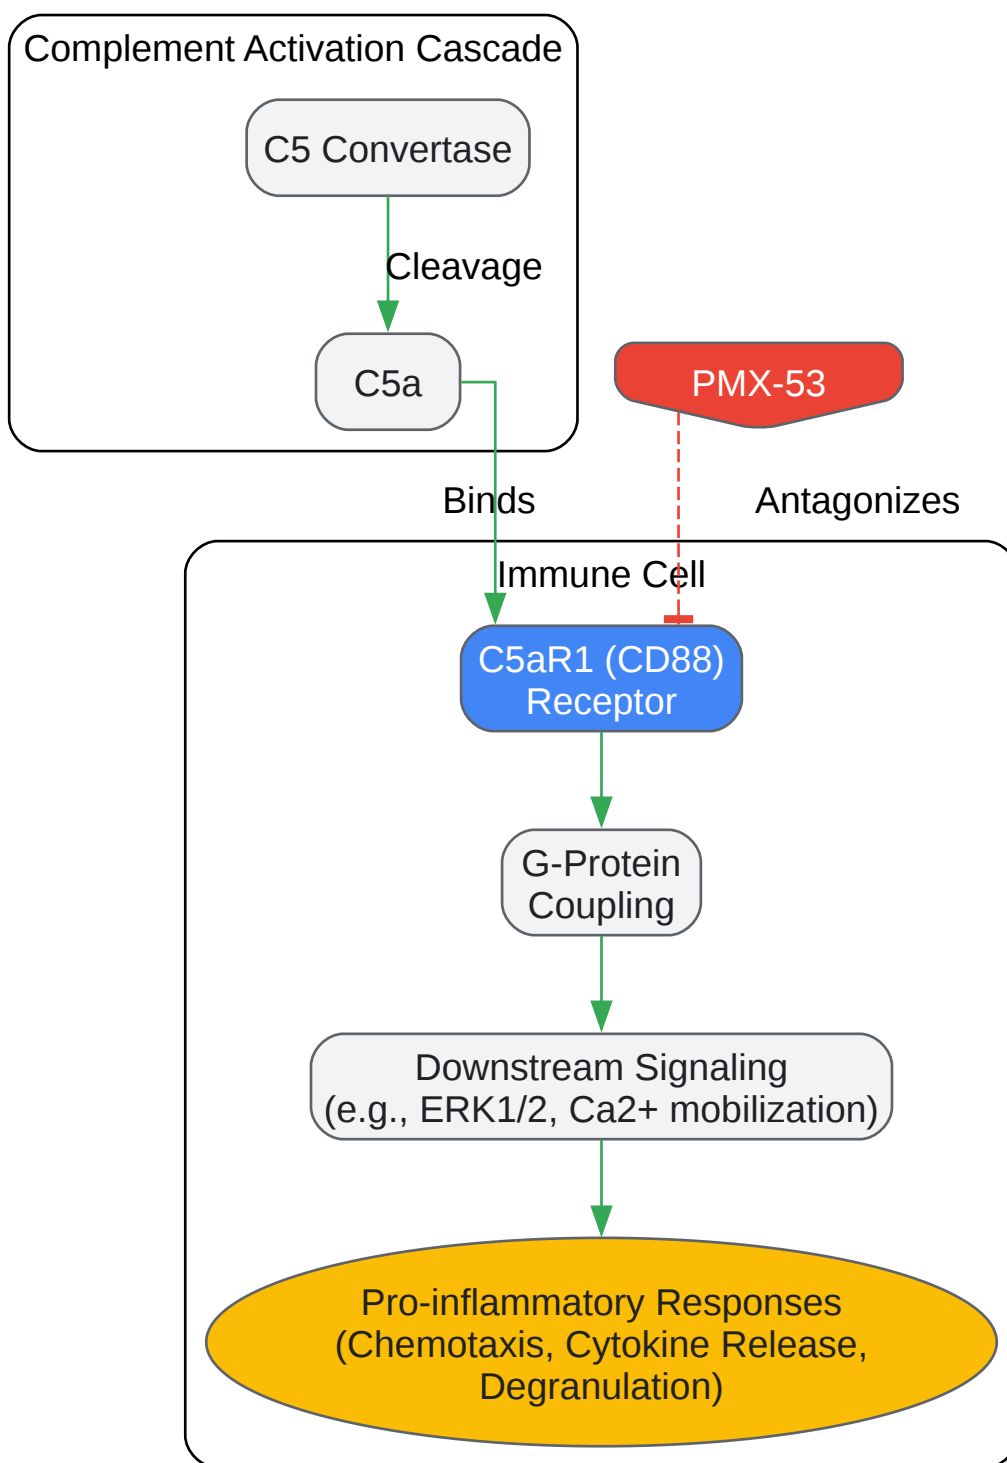 Complement Activation Cascade
C5 Convertase
Cleavage
C5a
PMX-53
Binds
Antagonizes
Immune Cell
C5aR1 (CD88)
Receptor
G-Protein
Coupling
Downstream Signaling
(e.g., ERK1/2, Ca2+ mobilization)
Pro-inflammatory Responses
(Chemotaxis, Cytokine Release,
Degranulation)